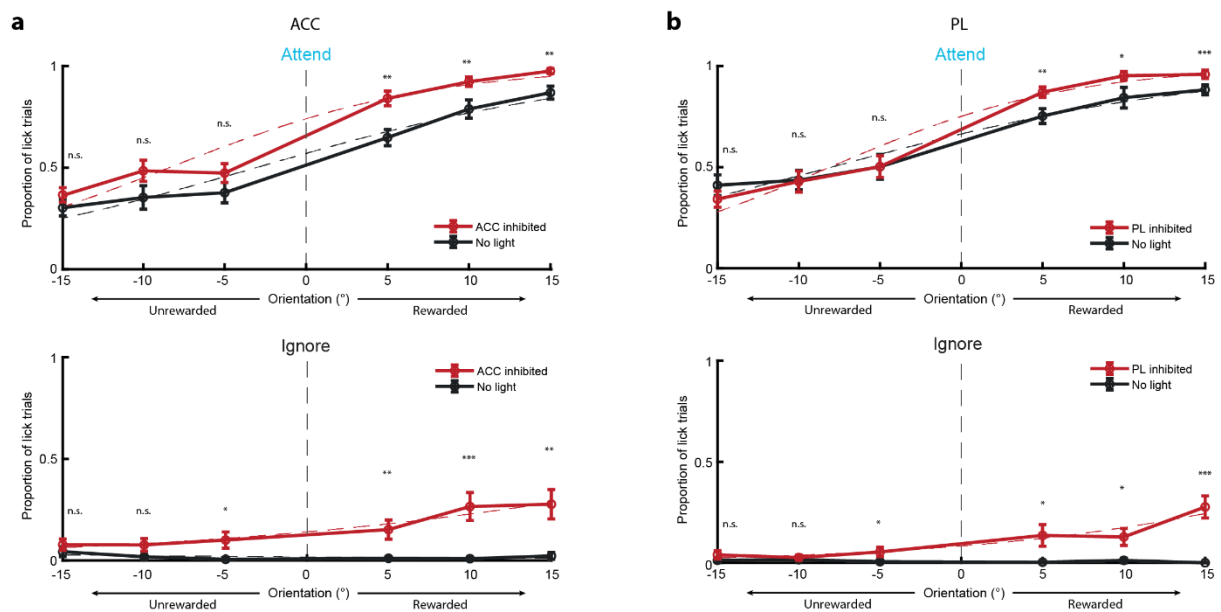 a
ACC
Attend
1
0.5
0
Proportion of lick trials
n.s.
n.s.
n.s.
**
**
**
ACC inhibited
No light
-15
-10
-5
0
5
10
15
Orientation (°)
Unrewarded
Rewarded
Ignore
1
0.5
0
Proportion of lick trials
ACC inhibited
No light
n.s.
n.s.
*
**
***
**
-15
-10
-5
0
5
10
15
Orientation (°)
Unrewarded
Rewarded
b
PL
Attend
1
0.5
0
Proportion of lick trials
n.s.
n.s.
n.s.
**
*
***
PL inhibited
No light
-15
-10
-5
0
5
10
15
Orientation (°)
Unrewarded
Rewarded
Ignore
1
0.5
0
Proportion of lick trials
PL inhibited
No light
n.s.
n.s.
*
*
*
***
-15
-10
-5
0
5
10
15
Orientation (°)
Unrewarded
Rewarded